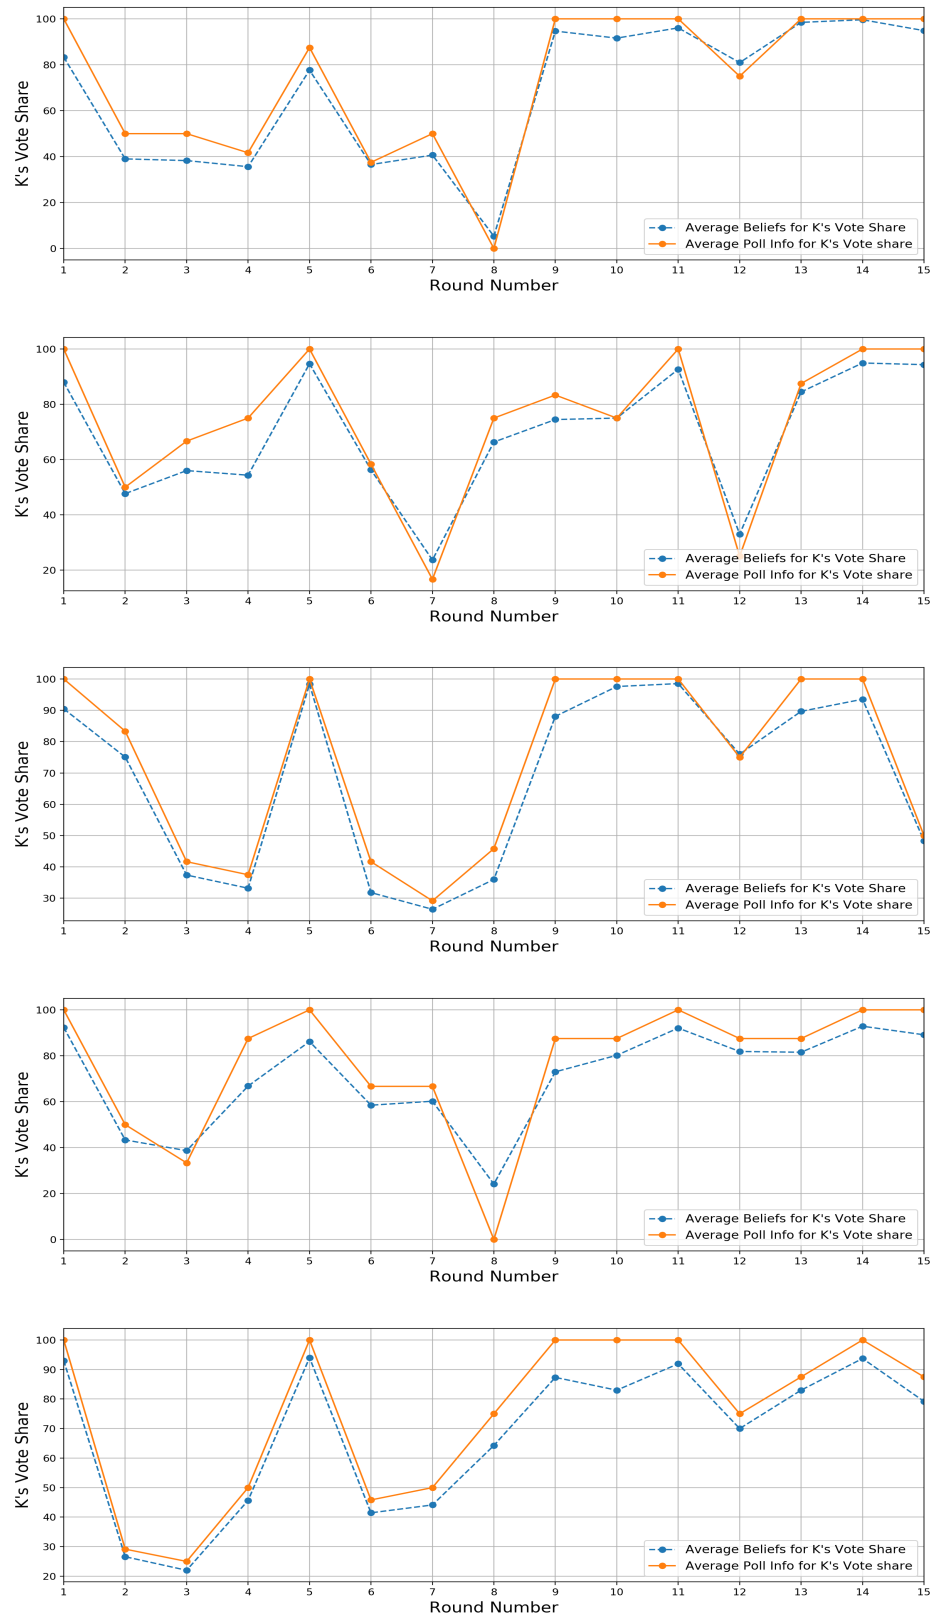 100
80
60
40
20
0
K's Vote Share
Average Beliefs for K's Vote Share
Average Poll Info for K's Vote share
1 2 3 4 5 6 7 8 9 10 11 12 13 14 15
Round Number
100
80
60
40
20
K's Vote Share
Average Beliefs for K's Vote Share
Average Poll Info for K's Vote share
1 2 3 4 5 6 7 8 9 10 11 12 13 14 15
Round Number
100
90
80
70
60
50
40
30
K's Vote Share
Average Beliefs for K's Vote Share
Average Poll Info for K's Vote share
1 2 3 4 5 6 7 8 9 10 11 12 13 14 15
Round Number
100
80
60
40
20
0
K's Vote Share
Average Beliefs for K's Vote Share
Average Poll Info for K's Vote share
1 2 3 4 5 6 7 8 9 10 11 12 13 14 15
Round Number
100
90
80
70
60
50
40
30
20
K's Vote Share
Average Beliefs for K's Vote Share
Average Poll Info for K's Vote share
1 2 3 4 5 6 7 8 9 10 11 12 13 14 15
Round Number